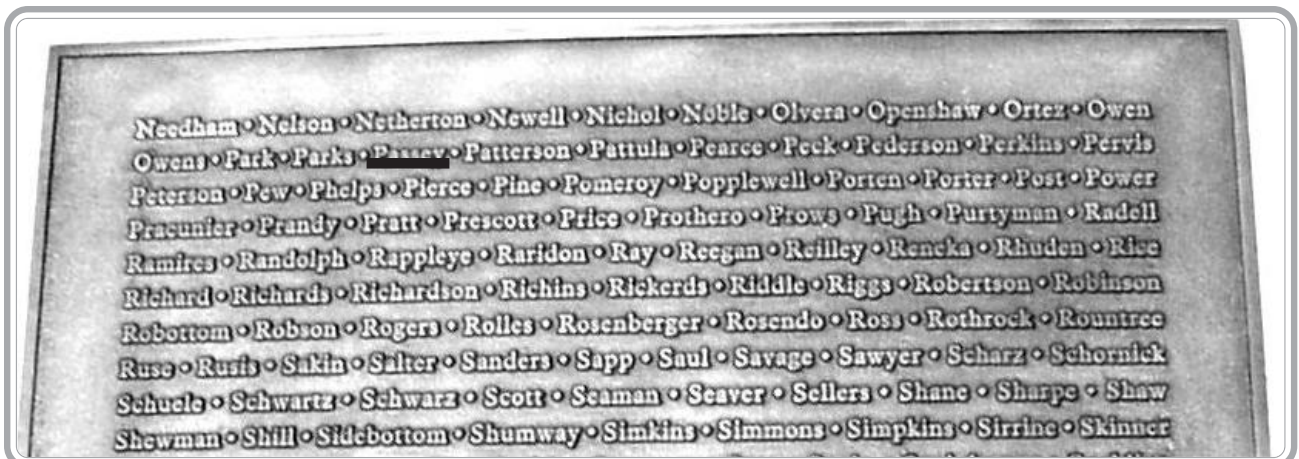 Needham • Nelson • Netherton • Newell • Nichol • Noble • Olvera • Openshaw • Ortez • Owen
Owens • Park • Parks • Passey • Patterson • Pattula • Pearce • Peck • Pederson • Perkins • Pervis
Peterson • Pew • Phelps • Pierce • Pine • Pomeroy • Popplewell • Porten • Porter • Post • Power
Pracunier • Prandy • Pratt • Prescott • Price • Prothero • Prows • Pugh • Purtyman • Radell
Ramires • Randolph • Rappleye • Raridon • Ray • Reegan • Reilley • Reneka • Rhuden • Rice
Richard • Richards • Richardson • Richins • Rickerds • Riddle • Riggs • Robertson • Robinson
Robottom • Robson • Rogers • Rolles • Rosenberger • Rosendo • Ross • Rothrock • Rountree
Ruse • Rusis • Sakin • Salter • Sanders • Sapp • Saul • Savage • Sawyer • Scharz • Schornick
Schuele • Schwartz • Schwarz • Scott • Seaman • Seaver • Sellers • Shane • Sharpe • Shaw
Shewman • Shill • Sidebottom • Shumway • Simkins • Simmons • Simpkins • Sirrine • Skinner